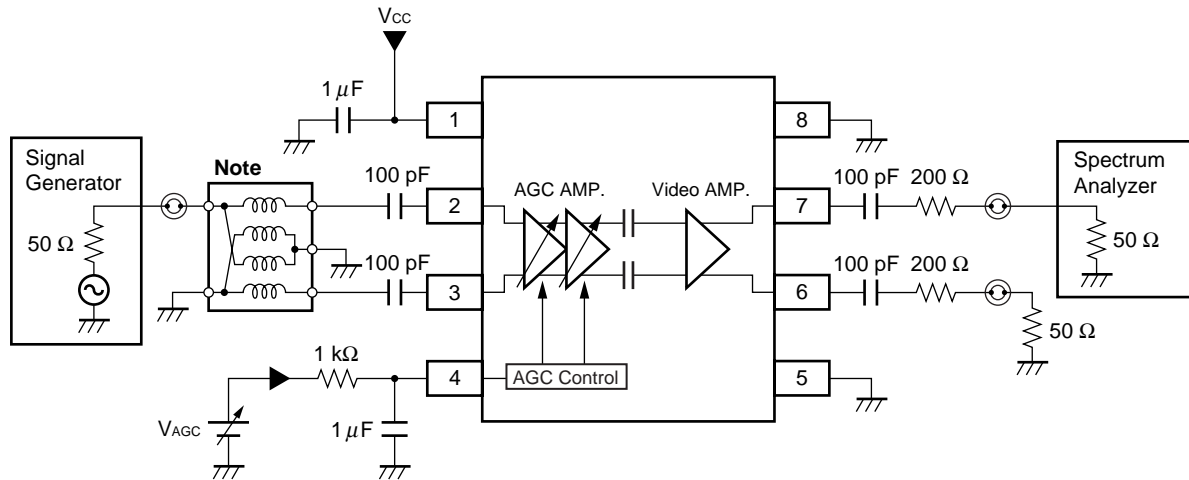 VCC
1 μF
1
8
Signal
Generator
Note
Spectrum
Analyzer
100 pF
2
AGC AMP.
Video AMP.
7
100 pF
200 Ω
50 Ω
50 Ω
100 pF
3
6
100 pF
200 Ω
50 Ω
1 kΩ
4
AGC Control
5
VAGC
1 μF